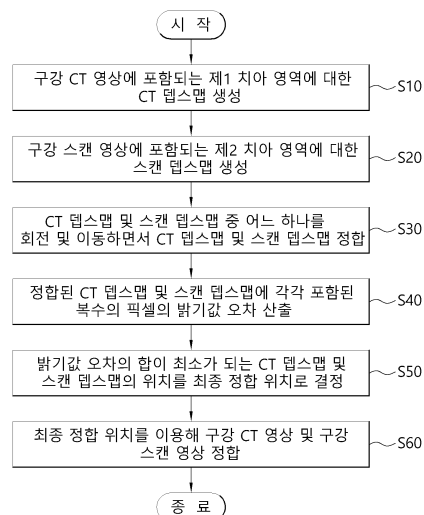 시 작
구강 CT 영상에 포함되는 제1 치아 영역에 대한
CT 뎁스맵 생성
S10
구강 스캔 영상에 포함되는 제2 치아 영역에 대한
스캔 뎁스맵 생성
S20
CT 뎁스맵 및 스캔 뎁스맵 중 어느 하나를
회전 및 이동하면서 CT 뎁스맵 및 스캔 뎁스맵 정합
S30
정합된 CT 뎁스맵 및 스캔 뎁스맵에 각각 포함된
복수의 픽셀의 밝기값 오차 산출
S40
밝기값 오차의 합이 최소가 되는 CT 뎁스맵 및
스캔 뎁스맵의 위치를 최종 정합 위치로 결정
S50
최종 정합 위치를 이용해 구강 CT 영상 및 구강
스캔 영상 정합
S60
종 료